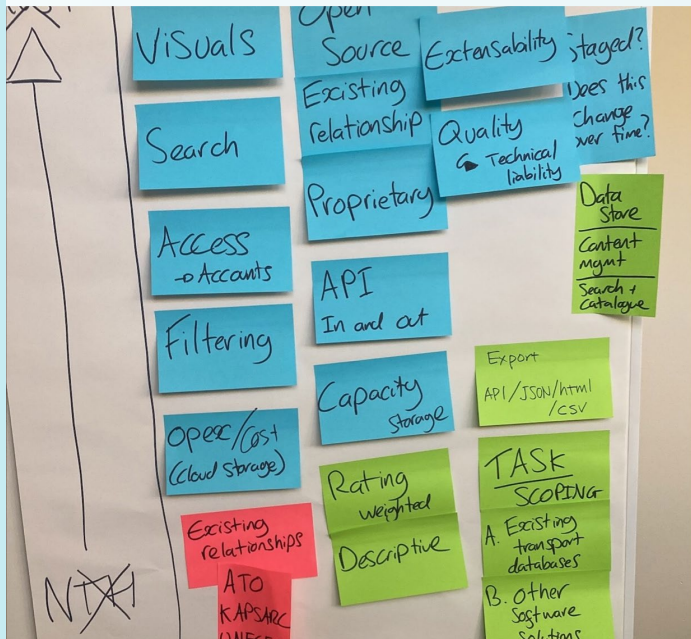 Visuals
Search
Access
→ Accounts
Filtering
opex/Cost
(cloud storage)
Existing
relationships
ATO
KAPSARC
Open
Source
Existing
relationship
Proprietary
API
In and out
Capacity
storage
Rating
weighted
Descriptive
Extensability
Quality
Technical
liability
Staged?
Does this
change
over time?
Data
Store
Content
mgmt
Search +
Catalogue
Export
API/JSON/html
/CSV
TASK
SCOPING
A. Existing
transport
databases
B. Other
Software
Solutions